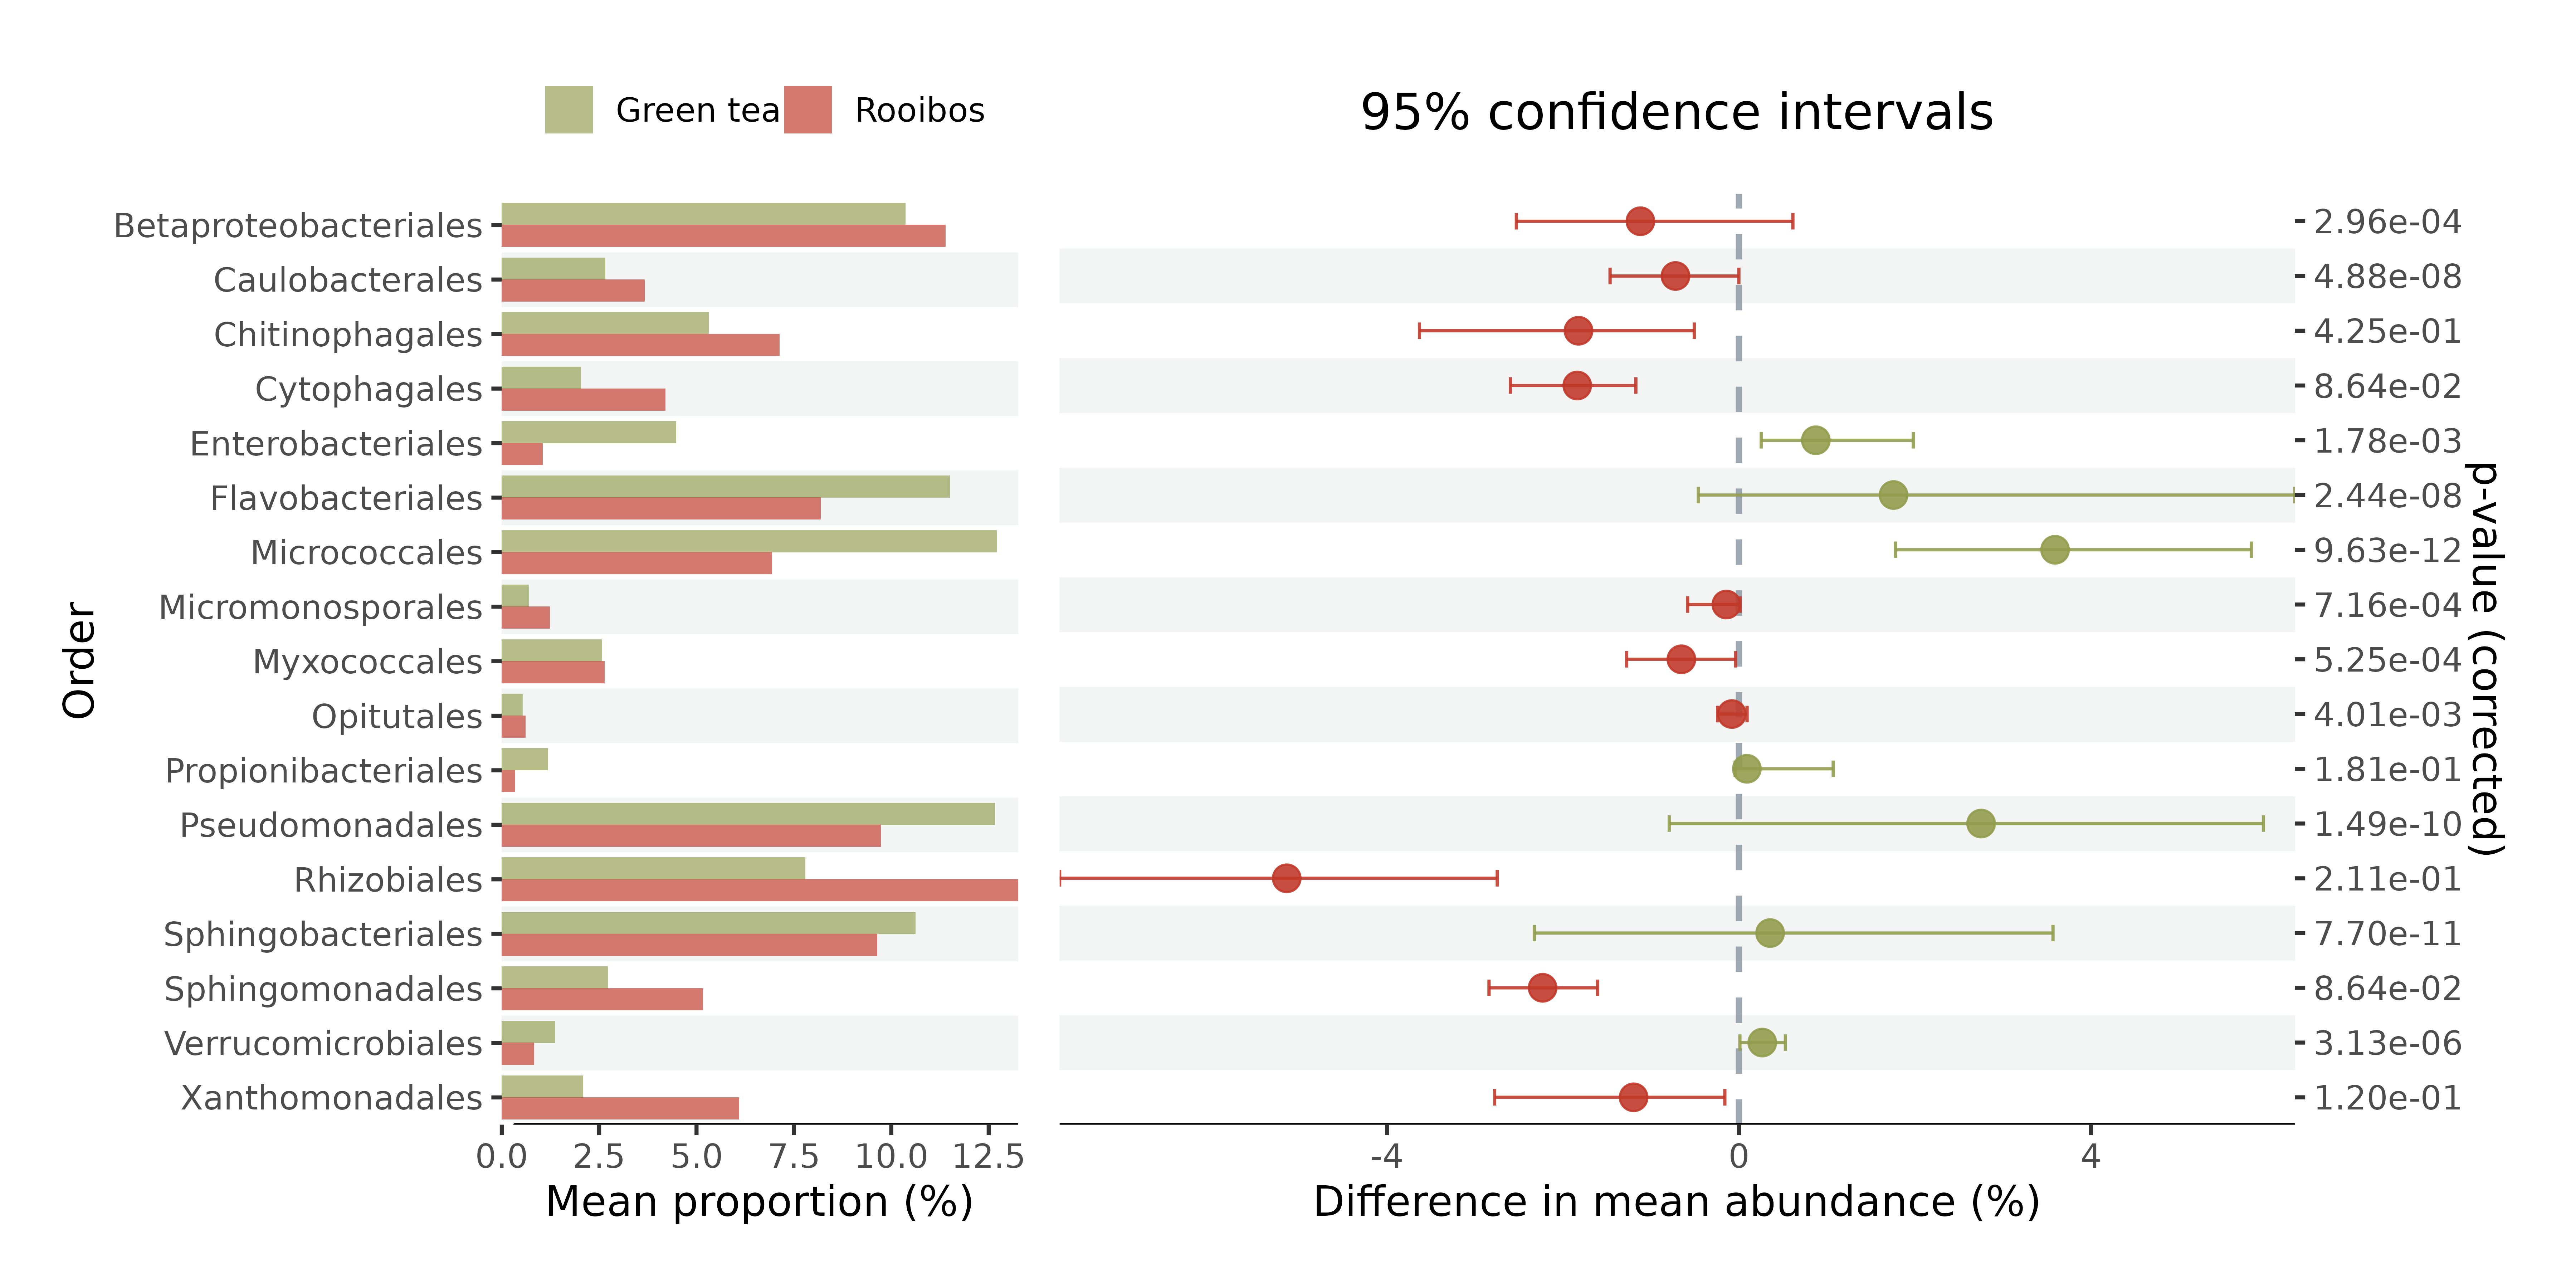 Green tea Rooibos
95% confidence intervals
Order
Betaproteobacteriales
Caulobacterales
Chitinophagales
Cytophagales
Enterobacteriales
Flavobacteriales
Micrococcales
Micromonosporales
Myxococcales
Opitutales
Propionibacteriales
Pseudomonadales
Rhizobiales
Sphingobacteriales
Sphingomonadales
Verrucomicrobiales
Xanthomonadales
0.0 2.5 5.0 7.5 10.0 12.5
Mean proportion (%)
-4 0 4
Difference in mean abundance (%)
2.96e-04
4.88e-08
4.25e-01
8.64e-02
1.78e-03
2.44e-08
9.63e-12
7.16e-04
5.25e-04
4.01e-03
1.81e-01
1.49e-10
2.11e-01
7.70e-11
8.64e-02
3.13e-06
1.20e-01
p-value (corrected)